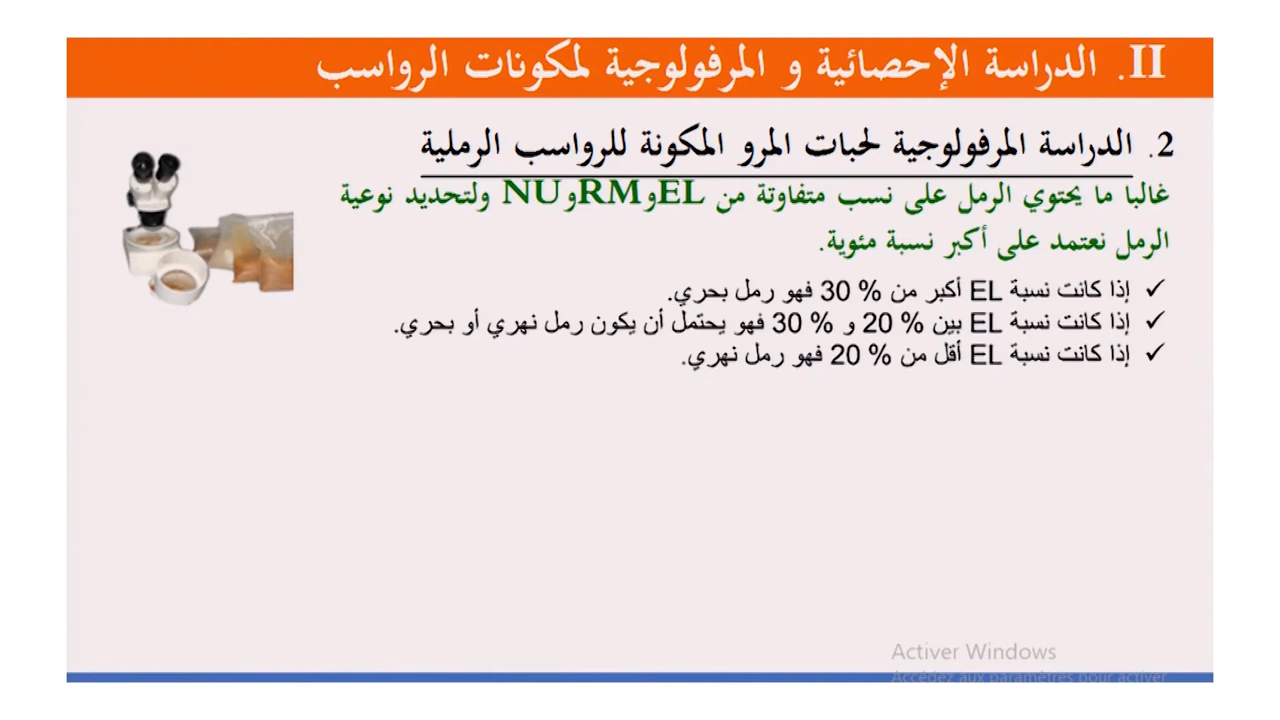 II. الدراسة الإحصائية و المرفولوجية لمكونات الرواسب
2. الدراسة المرفولوجية لحبات المرو المكونة للرواسب الرملية
غالبا ما يحتوي الرمل على نسب متفاوتة من EL وRM وNU ولتحديد نوعية
الرمل نعتمد على أكبر نسبة مئوية.
✓ إذا كانت نسبة EL أكبر من % 30 فهو رمل بحري.
✓ إذا كانت نسبة EL بين % 20 و % 30 فهو يحتمل أن يكون رمل نهري أو بحري.
✓ إذا كانت نسبة EL أقل من % 20 فهو رمل نهري.
Activer Windows
Accédez aux paramètres pour activer